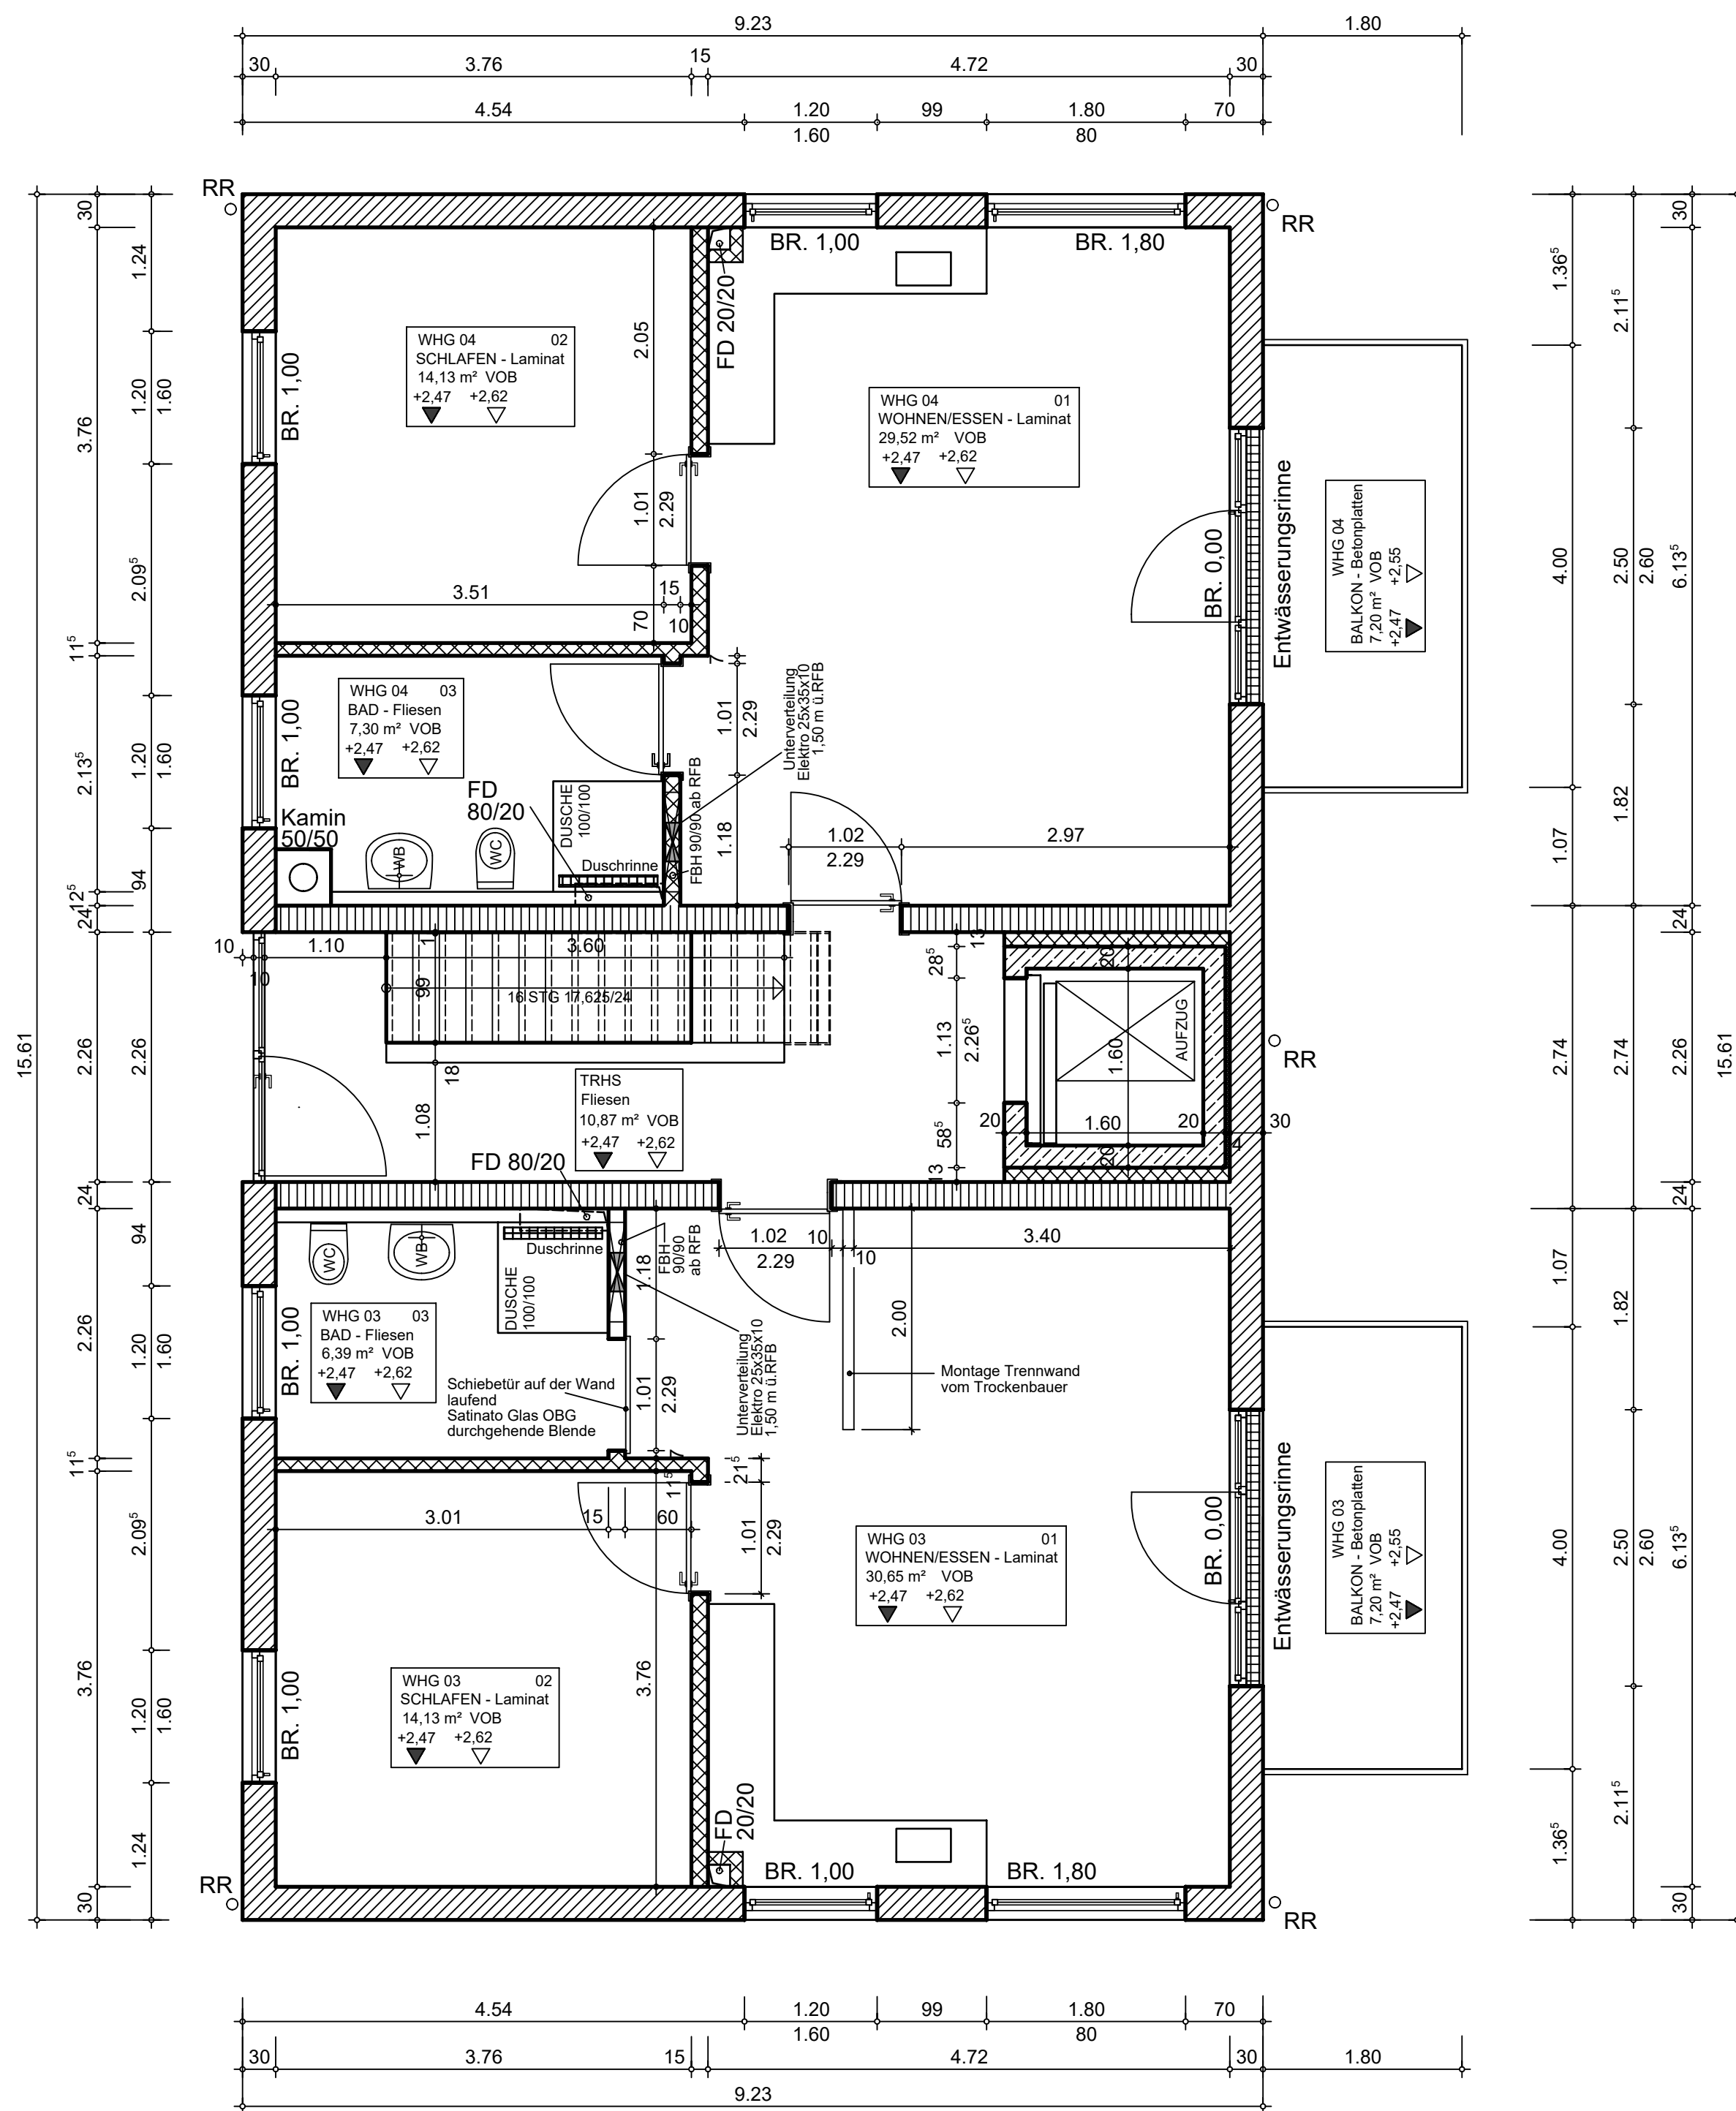 9.23
1.80
30
3.76
15
4.72
30
4.54
1.20
1.60
99
1.80
80
70
RR
RR
BR. 1,00
BR. 1,80
FD 20/20
30
1.24
1.20
1.60
3.76
2.09⁵
11⁵
1.20
1.60
2.13⁵
94
12⁵
24
2.26
2.26
15.61
24
94
2.26
1.20
1.60
11⁵
2.09⁵
3.76
1.20
1.60
1.24
30
BR. 1,00
WHG 04 02
SCHLAFEN - Laminat
14,13 m² VOB
+2,47 +2,62
2.05
1.01
2.29
3.51
15
10
70
WHG 04 01
WOHNEN/ESSEN - Laminat
29,52 m² VOB
+2,47 +2,62
BR. 0,00
Entwässerungsrinne
WHG 04
BALKON - Betonplatten
7,20 m² VOB
+2,47 +2,55
BR. 1,00
WHG 04 03
BAD - Fliesen
7,30 m² VOB
+2,47 +2,62
FD
80/20
Kamin
50/50
WB
WC
DUSCHE
100/100
Duschrinne
FBH 90/90 ab RFB
1.01
2.29
1.18
Unterverteilung
Elektro 25x35x10
1,50 m ü.RFB
1.02
2.29
2.97
10
10
1.10
1
3.60
99
16 STG 17,625/24
18
1.08
TRHS
Fliesen
10,87 m² VOB
+2,47 +2,62
FD 80/20
28⁵
13
1.13
2.26⁵
58⁵
20
1.60
AUFZUG
20
1.60
20
20
4
30
RR
WC
WB
Duschrinne
DUSCHE
100/100
1.18
FBH
90/90
ab RFB
1.02
2.29
10
10
3.40
2.00
BR. 1,00
WHG 03 03
BAD - Fliesen
6,39 m² VOB
+2,47 +2,62
Schiebetür auf der Wand
laufend
Satinato Glas OBG
durchgehende Blende
1.01
2.29
Unterverteilung
Elektro 25x35x10
1,50 m ü.RFB
Montage Trennwand
vom Trockenbauer
7
11⁵
21⁵
3.01
15
60
1.01
2.29
WHG 03 01
WOHNEN/ESSEN - Laminat
30,65 m² VOB
+2,47 +2,62
BR. 0,00
Entwässerungsrinne
WHG 03
BALKON - Betonplatten
7,20 m² VOB
+2,47 +2,55
BR. 1,00
WHG 03 02
SCHLAFEN - Laminat
14,13 m² VOB
+2,47 +2,62
3.76
FD
20/20
BR. 1,00
BR. 1,80
RR
RR
1.36⁵
4.00
1.07
2.74
1.07
4.00
1.36⁵
2.11⁵
2.50
2.60
1.82
2.74
1.82
2.50
2.60
2.11⁵
30
6.13⁵
24
2.26
24
6.13⁵
30
15.61
4.54
1.20
1.60
99
1.80
80
70
30
3.76
15
4.72
30
1.80
9.23